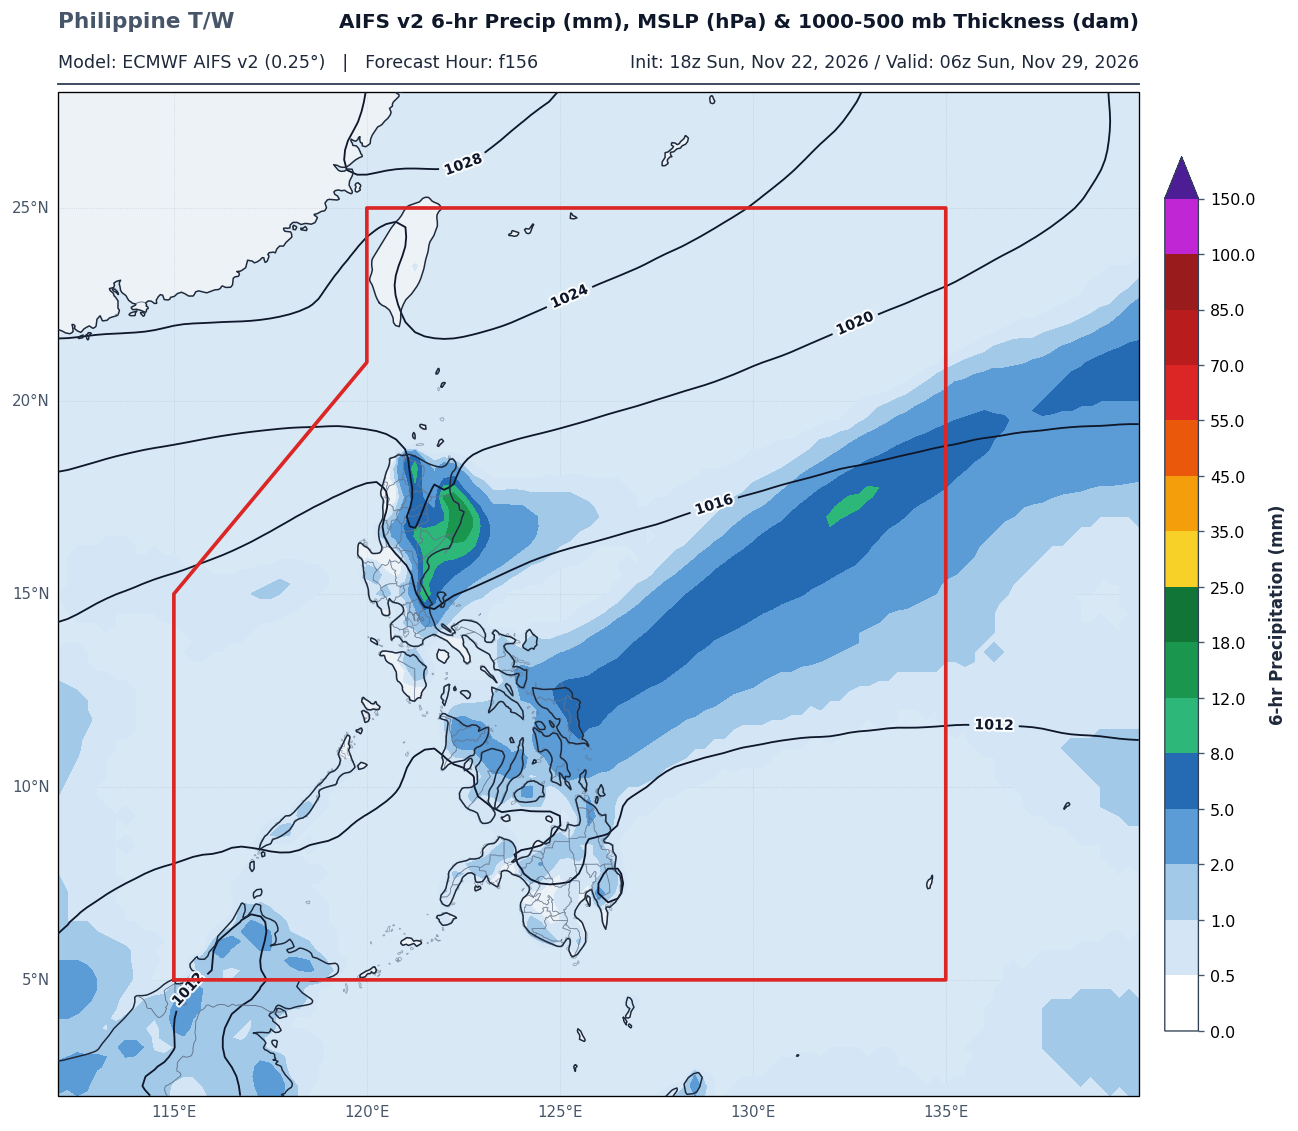 Philippine T/W
AIFS v2 6-hr Precip (mm), MSLP (hPa) & 1000-500 mb Thickness (dam)
Model: ECMWF AIFS v2 (0.25°) | Forecast Hour: f156
Init: 18z Sun, Nov 22, 2026 / Valid: 06z Sun, Nov 29, 2026
1028
1024
1020
1016
1012
1012
25°N
20°N
15°N
10°N
5°N
115°E
120°E
125°E
130°E
135°E
150.0
100.0
85.0
70.0
55.0
45.0
35.0
25.0
18.0
12.0
8.0
5.0
2.0
1.0
0.5
0.0
6-hr Precipitation (mm)